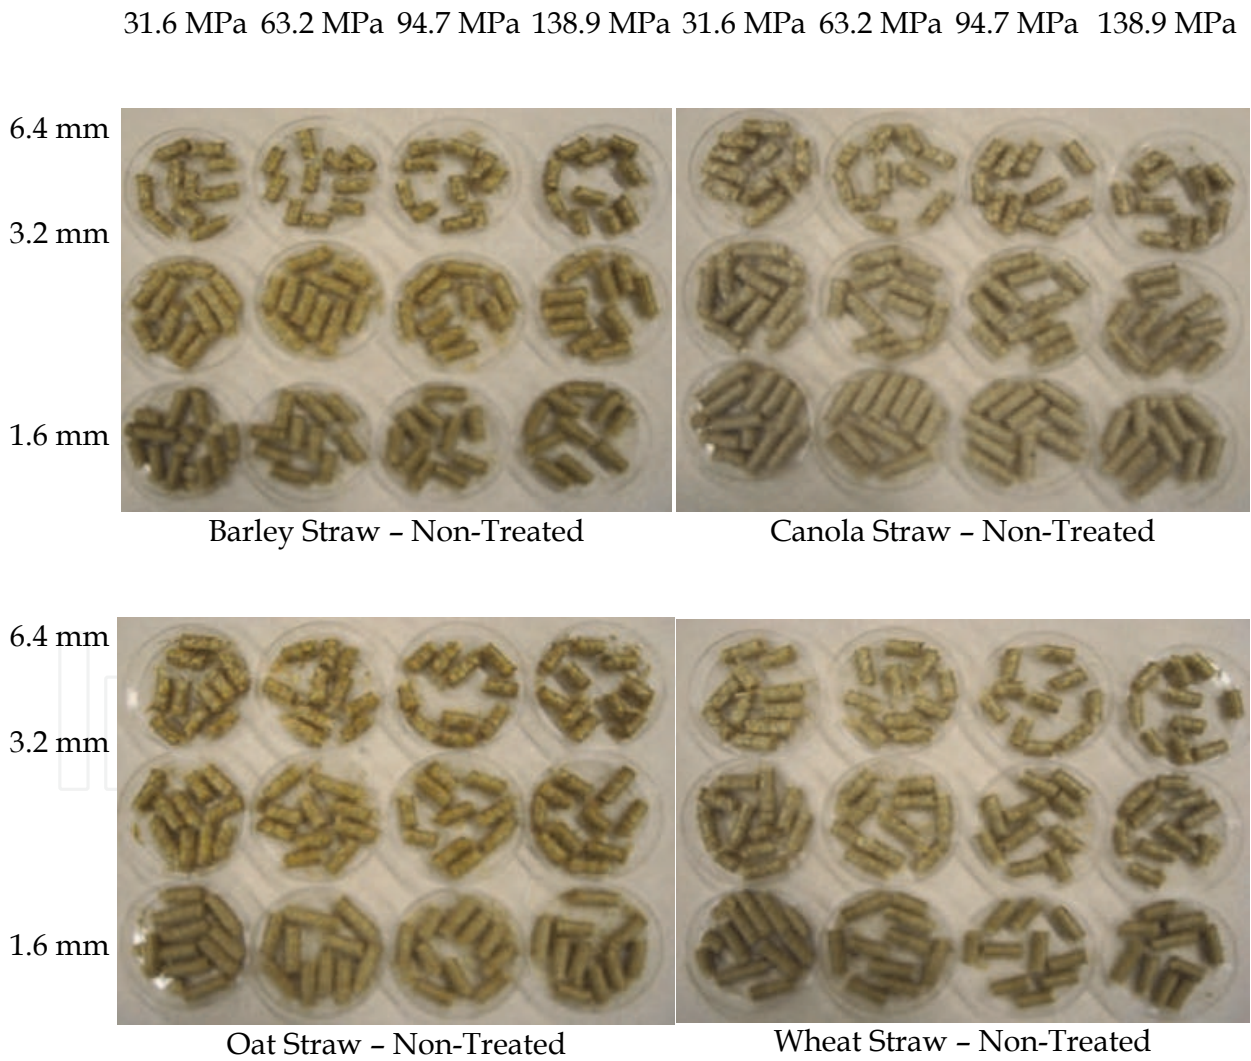 31.6 MPa 63.2 MPa 94.7 MPa 138.9 MPa 31.6 MPa 63.2 MPa 94.7 MPa 138.9 MPa
6.4 mm
3.2 mm
1.6 mm
Barley Straw – Non-Treated Canola Straw – Non-Treated
6.4 mm
3.2 mm
1.6 mm
Oat Straw – Non-Treated Wheat Straw – Non-Treated